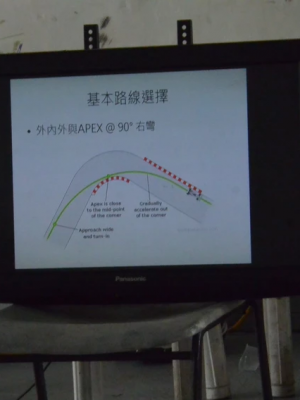 基本路線選擇
• 外內外與APEX @ 90° 右彎
Apex is close
to the mid-point
of the corner
Gradually
accelerate out
of the corner
Approach wide
and turn in
Panasonic